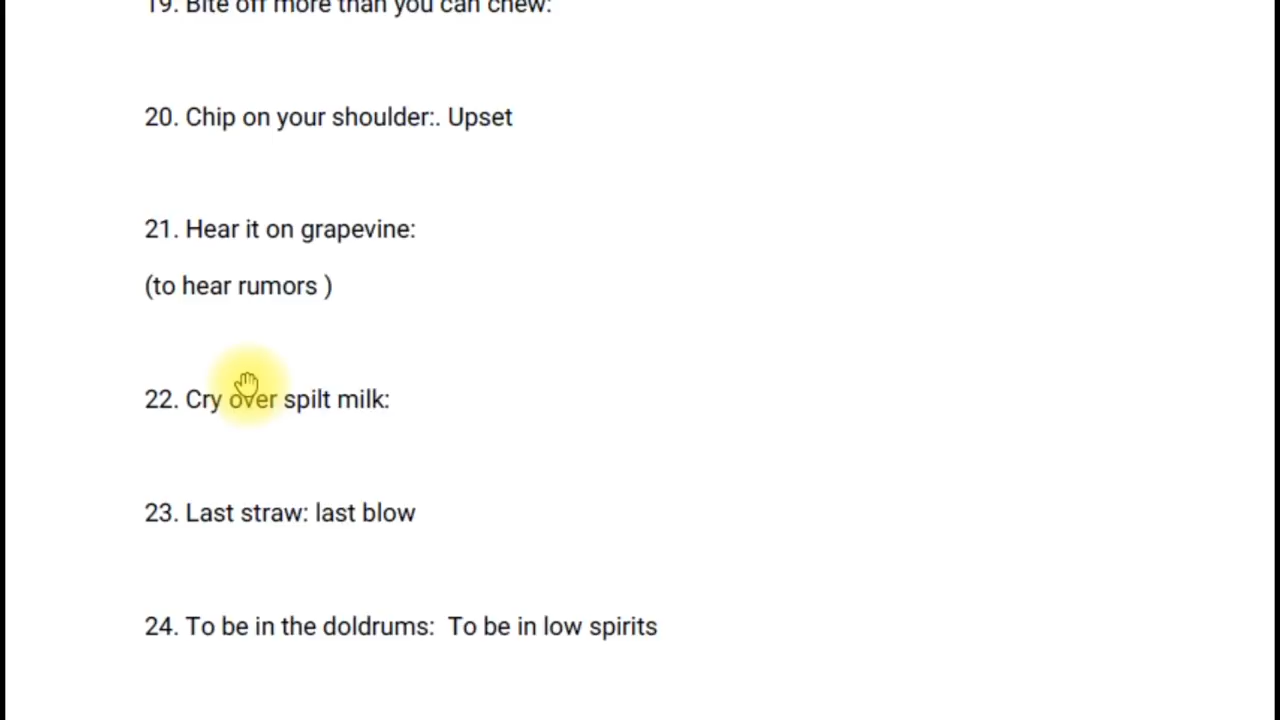 19. Bite off more than you can chew:
20. Chip on your shoulder:. Upset
21. Hear it on grapevine:
(to hear rumors )
22. Cry over spilt milk:
23. Last straw: last blow
24. To be in the doldrums:  To be in low spirits